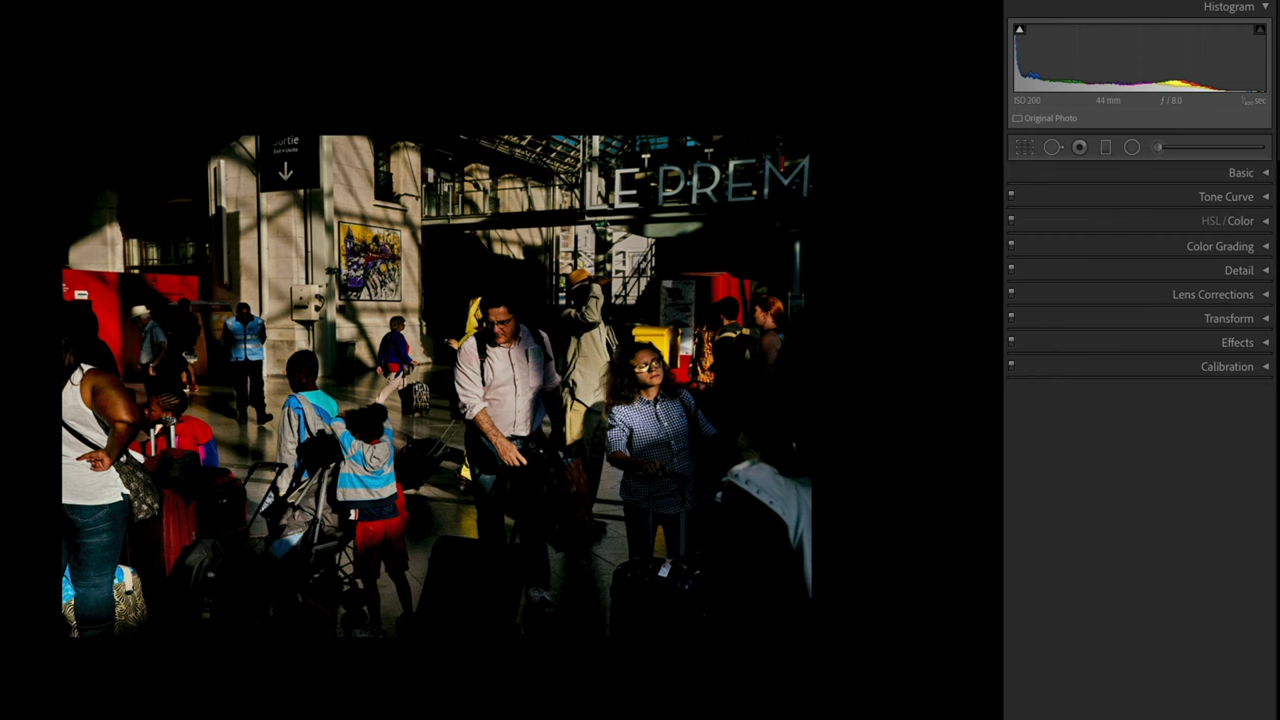 Histogram
ISO 200 44 mm ƒ / 8.0
Original Photo
Basic
Tone Curve
HSL / Color
Color Grading
Detail
Lens Corrections
Transform
Effects
Calibration
Sortie
LE PREM